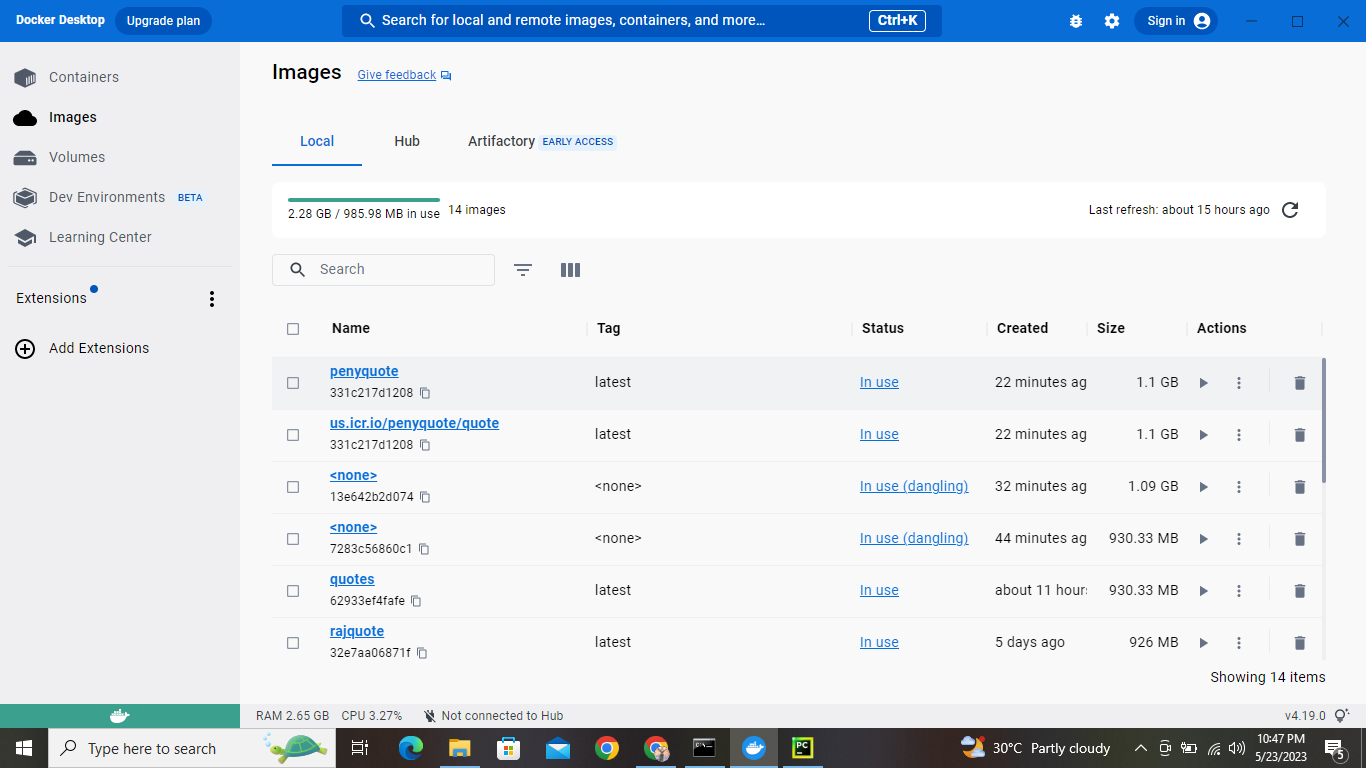 Docker Desktop Upgrade plan Search for local and remote images, containers, and more... Ctrl+K Sign in
Containers
Images
Volumes
Dev Environments BETA
Learning Center
Extensions
Add Extensions
Images Give feedback
Local Hub Artifactory EARLY ACCESS
2.28 GB / 985.98 MB in use 14 images Last refresh: about 15 hours ago
Search
Name Tag Status Created Size Actions
penyquote
331c217d1208 latest In use 22 minutes ag 1.1 GB
us.icr.io/penyquote/quote
331c217d1208 latest In use 22 minutes ag 1.1 GB
<none>
13e642b2d074 <none> In use (dangling) 32 minutes ag 1.09 GB
<none>
7283c56860c1 <none> In use (dangling) 44 minutes ag 930.33 MB
quotes
62933ef4fafe latest In use about 11 hours 930.33 MB
rajquote
32e7aa06871f latest In use 5 days ago 926 MB
Showing 14 items
RAM 2.65 GB CPU 3.27% Not connected to Hub v4.19.0
Type here to search PC 30°C Partly cloudy 10:47 PM
5/23/2023 5